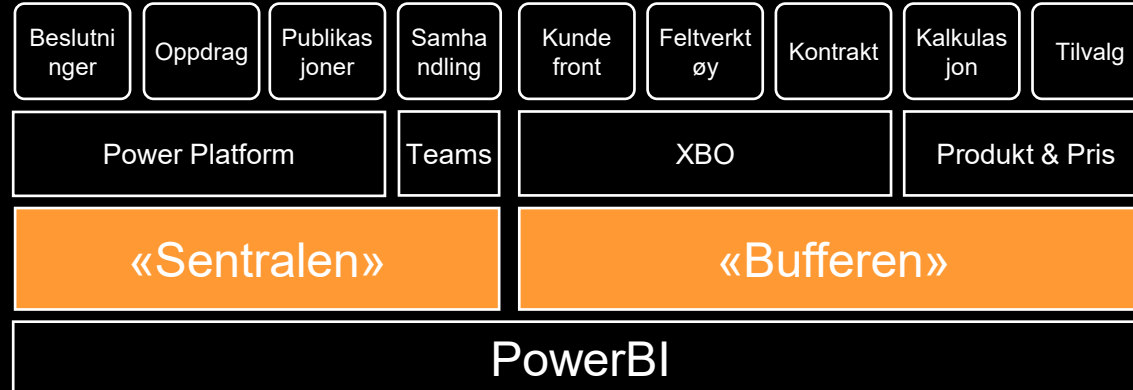 Beslutni
nger
Oppdrag
Publikas
joner
Samha
ndling
Kunde
front
Feltverkt
øy
Kontrakt
Kalkulas
jon
Tilvalg
Power Platform
Teams
XBO
Produkt & Pris
«Sentralen»
«Bufferen»
PowerBI